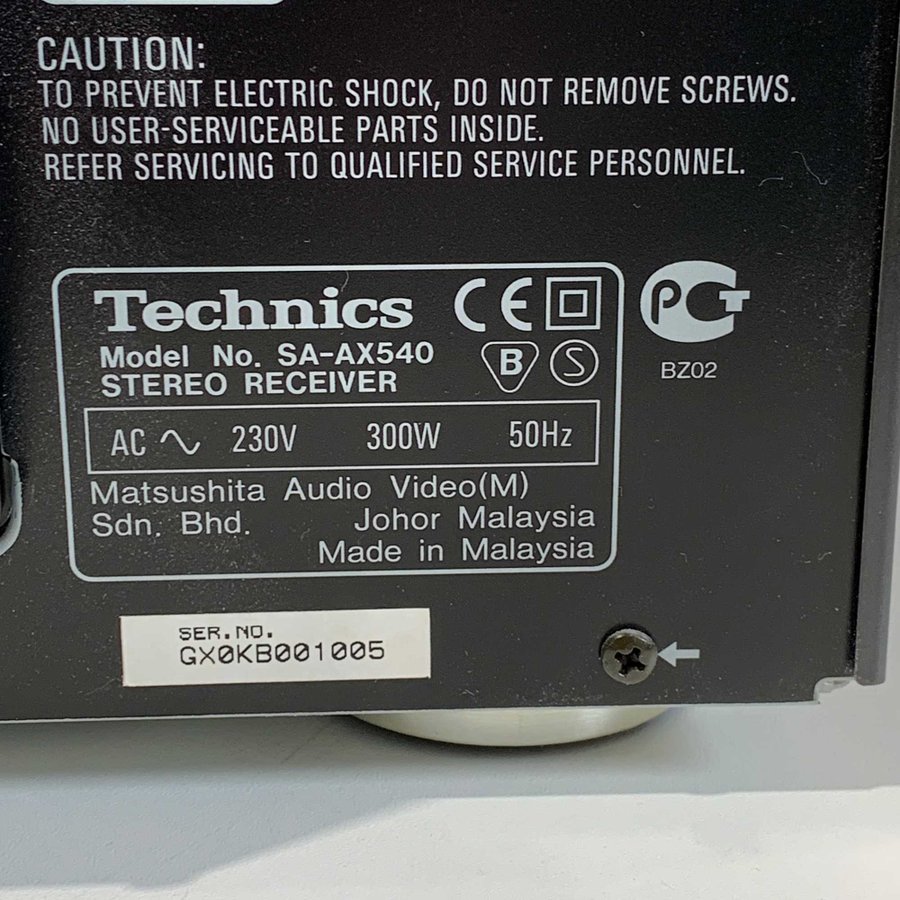 CAUTION:
TO PREVENT ELECTRIC SHOCK, DO NOT REMOVE SCREWS.
NO USER-SERVICEABLE PARTS INSIDE.
REFER SERVICING TO QUALIFIED SERVICE PERSONNEL.
Technics CE
Model No. SA-AX540
STEREO RECEIVER
B S
РСТ
BZ02
AC 230V 300W 50Hz
Matsushita Audio Video(M)
Sdn. Bhd. Johor Malaysia
Made in Malaysia
SER.NO.
GX0KB001005